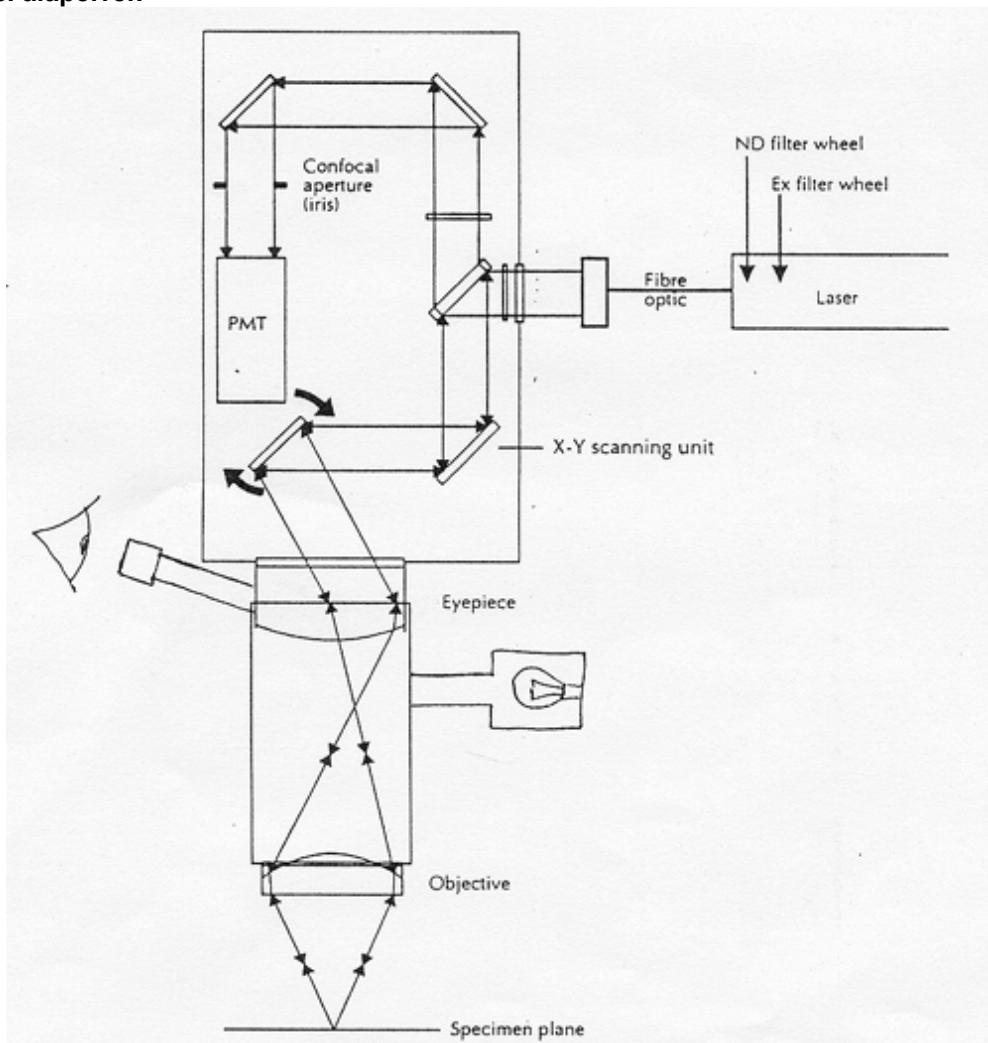 Confocal
aperture
(iris)
ND filter wheel
Ex filter wheel
PMT
Fibre
optic
Laser
X-Y scanning unit
Eyepiece
Objective
Specimen plane